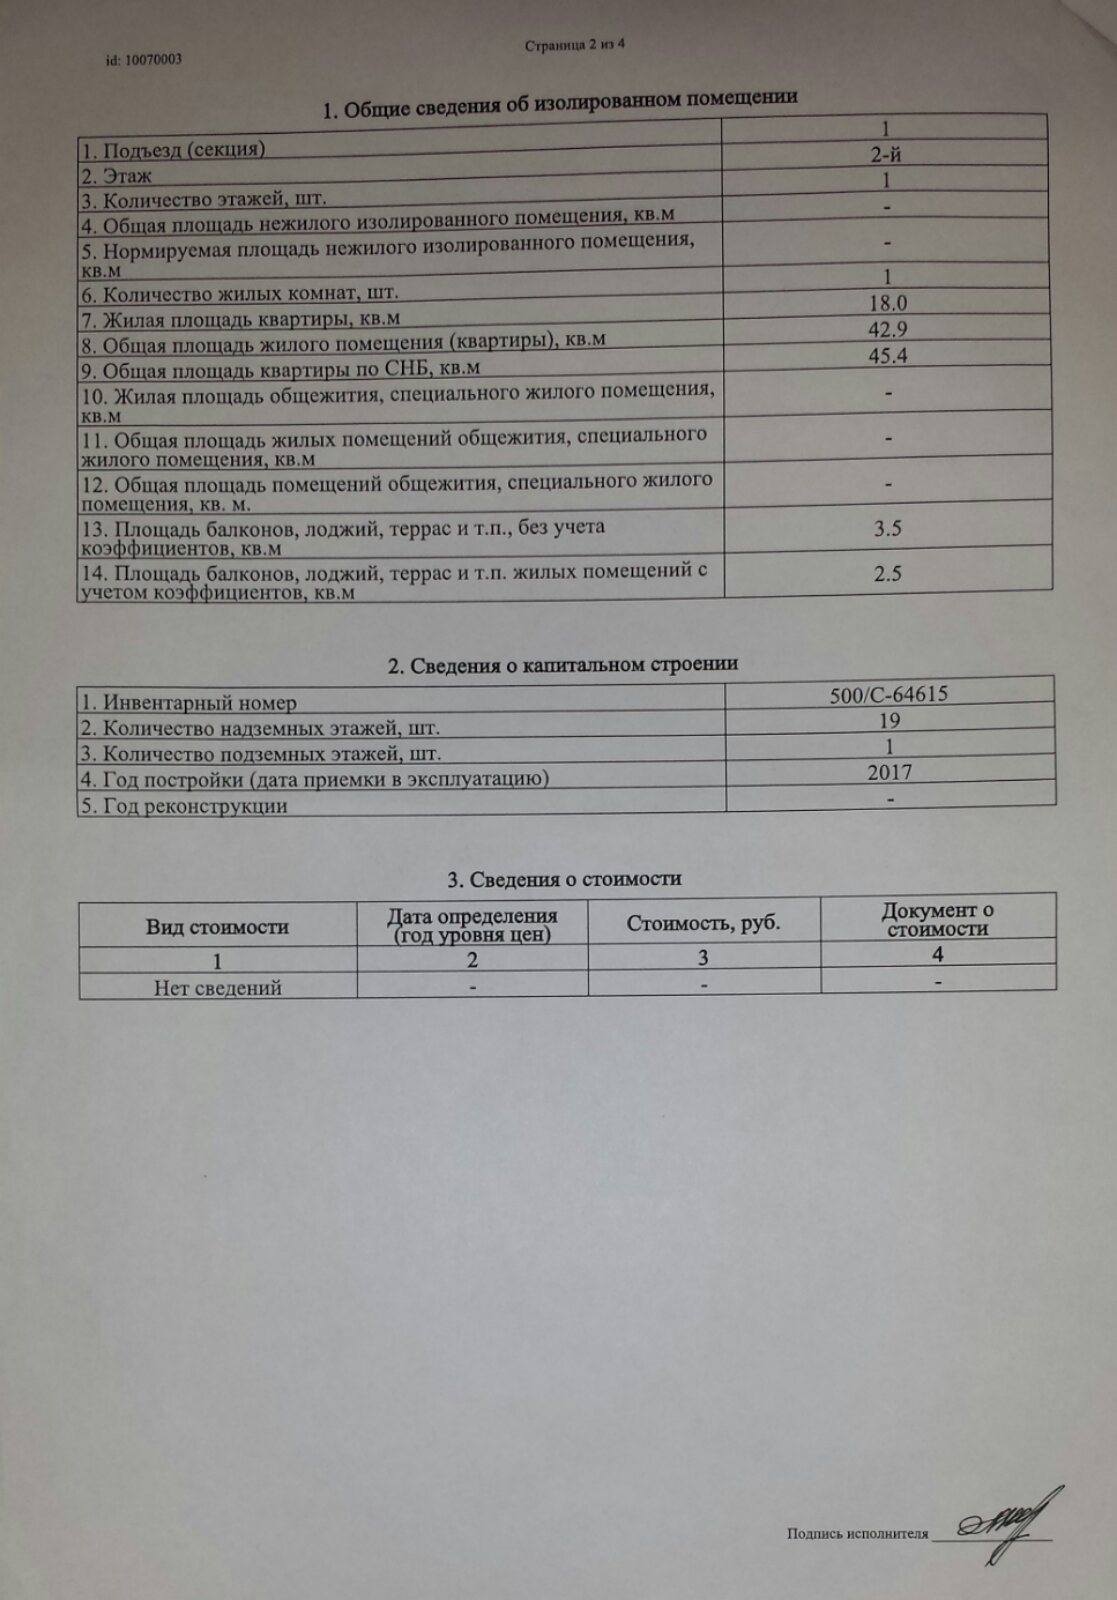 id: 10070003
Страница 2 из 4
1. Общие сведения об изолированном помещении
1. Подъезд (секция) 1
2. Этаж 2-й
3. Количество этажей, шт. 1
4. Общая площадь нежилого изолированного помещения, кв.м -
5. Нормируемая площадь нежилого изолированного помещения, -
кв.м
6. Количество жилых комнат, шт. 1
7. Жилая площадь квартиры, кв.м 18.0
8. Общая площадь жилого помещения (квартиры), кв.м 42.9
9. Общая площадь квартиры по СНБ, кв.м 45.4
10. Жилая площадь общежития, специального жилого помещения, -
кв.м
11. Общая площадь жилых помещений общежития, специального -
жилого помещения, кв.м
12. Общая площадь помещений общежития, специального жилого -
помещения, кв. м.
13. Площадь балконов, лоджий, террас и т.п., без учета 3.5
коэффициентов, кв.м
14. Площадь балконов, лоджий, террас и т.п. жилых помещений с 2.5
учетом коэффициентов, кв.м
2. Сведения о капитальном строении
1. Инвентарный номер 500/С-64615
2. Количество надземных этажей, шт. 19
3. Количество подземных этажей, шт. 1
4. Год постройки (дата приемки в эксплуатацию) 2017
5. Год реконструкции -
3. Сведения о стоимости
Вид стоимости Дата определения Стоимость, руб. Документ о
(год уровня цен) стоимости
1 2 3 4
Нет сведений - - -
Подпись исполнителя